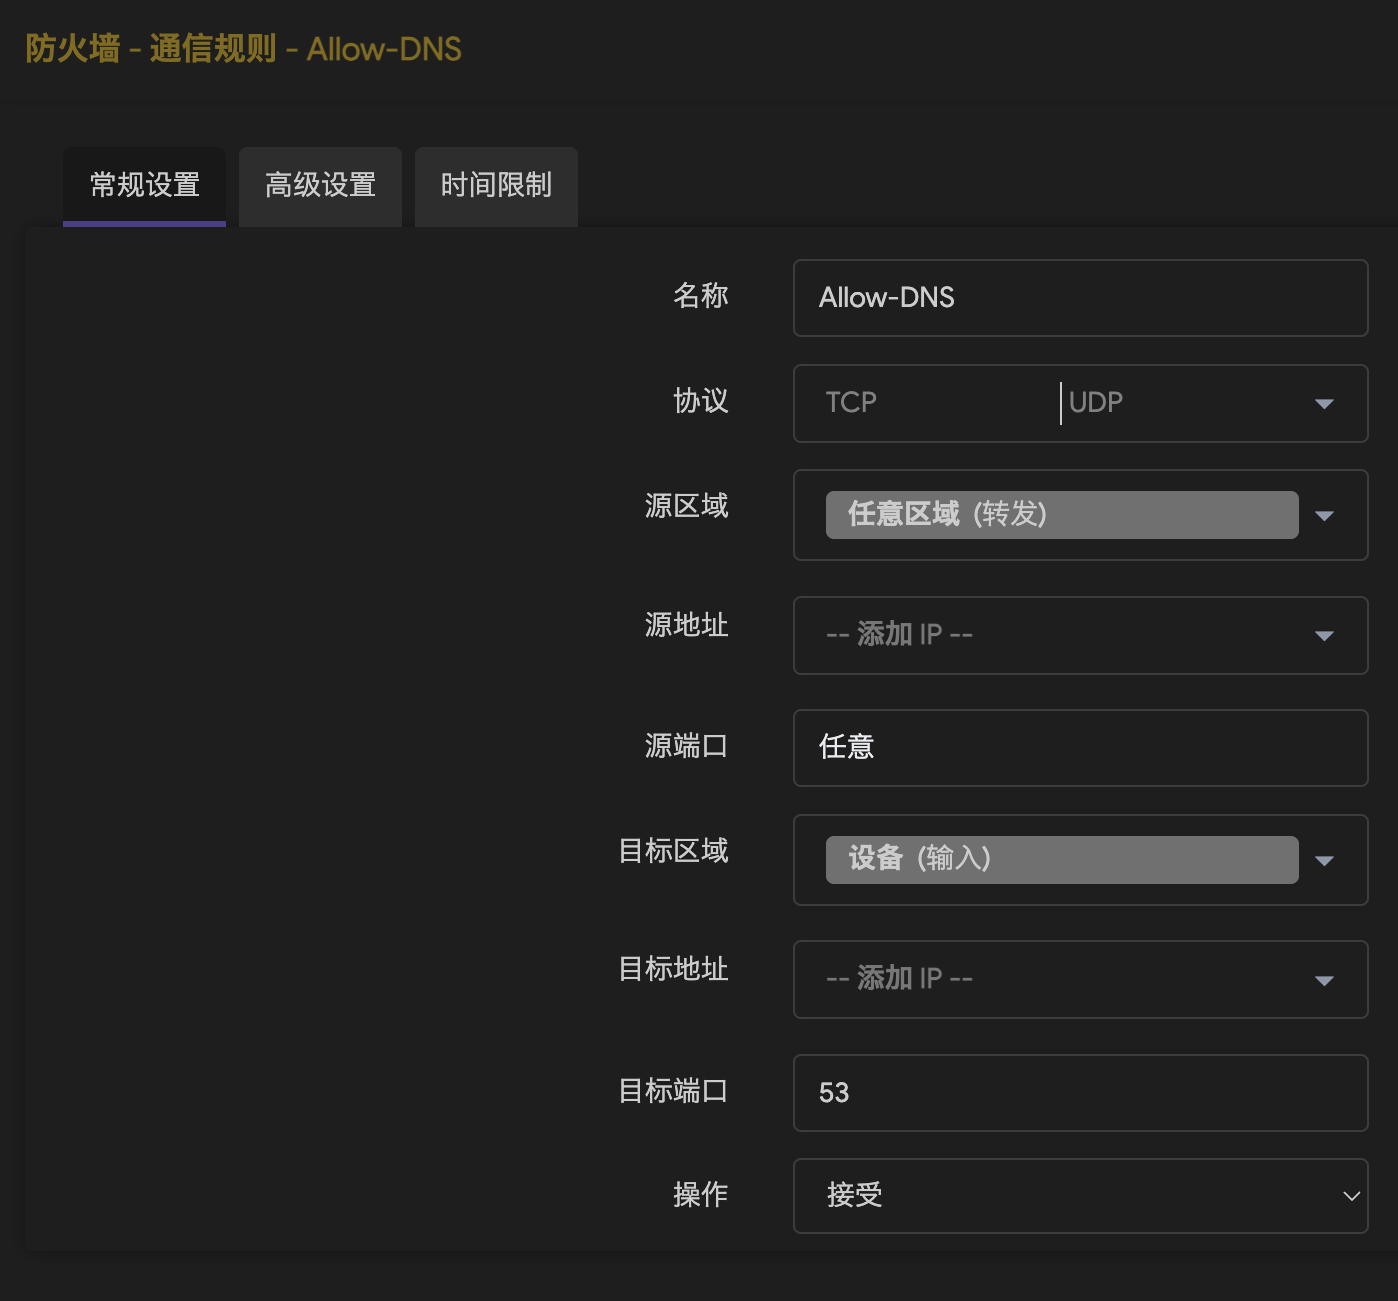 防火墙 - 通信规则 - Allow-DNS
常规设置 高级设置 时间限制
名称 Allow-DNS
协议 TCP UDP
源区域 任意区域 (转发)
源地址 -- 添加 IP --
源端口 任意
目标区域 设备 (输入)
目标地址 -- 添加 IP --
目标端口 53
操作 接受